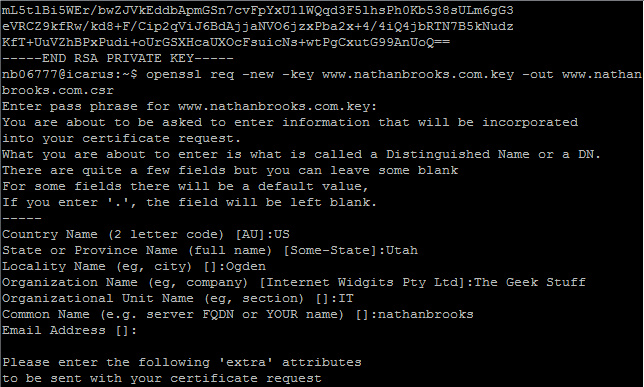 mL5tlBi5WEr/bwZJVkEddbApmGSn7cvFpYxU1lWQqd3F5lhsPh0Kb538sULm6gG3
eVRCZ9kfRw/kd8+F/Cip2qViJ6BdAjjaNVO6jzxPba2x+4/4iQ4jbRTN7B5kNudz
KfT+UuVZhBPxPudi+oUrGSXHcaUXOcFsuicNs+wtPgCxutG99AnUoQ==
-----END RSA PRIVATE KEY-----
nb06777@icarus:~$ openssl req -new -key www.nathanbrooks.com.key -out www.nathan
brooks.com.csr
Enter pass phrase for www.nathanbrooks.com.key:
You are about to be asked to enter information that will be incorporated
into your certificate request.
What you are about to enter is what is called a Distinguished Name or a DN.
There are quite a few fields but you can leave some blank
For some fields there will be a default value,
If you enter '.', the field will be left blank.
-----
Country Name (2 letter code) [AU]:US
State or Province Name (full name) [Some-State]:Utah
Locality Name (eg, city) []:Ogden
Organization Name (eg, company) [Internet Widgits Pty Ltd]:The Geek Stuff
Organizational Unit Name (eg, section) []:IT
Common Name (e.g. server FQDN or YOUR name) []:nathanbrooks
Email Address []:
Please enter the following 'extra' attributes
to be sent with your certificate request